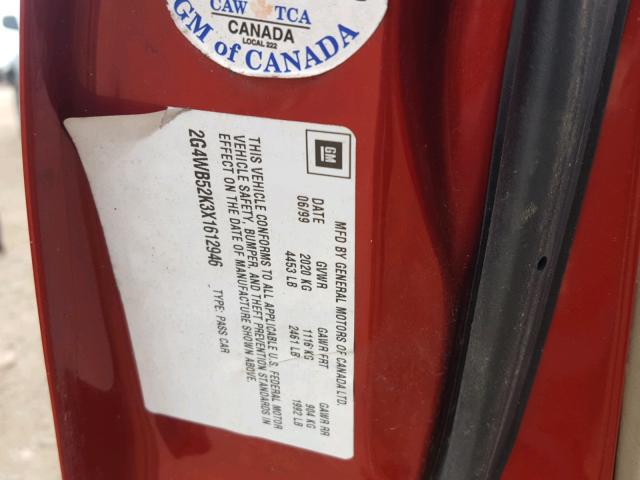 CAW TCA
CANADA
LOCAL 222
GM of CANADA
GM
MFD BY GENERAL MOTORS OF CANADA LTD.
DATE GVWR GAWR FRT GAWR RR
06/99 2020 KG 1116 KG 904 KG
4453 LB 2461 LB 1992 LB
THIS VEHICLE CONFORMS TO ALL APPLICABLE U.S. FEDERAL MOTOR
VEHICLE SAFETY, BUMPER, AND THEFT PREVENTION STANDARDS IN
EFFECT ON THE DATE OF MANUFACTURE SHOWN ABOVE.
2G4WB52K3X1612946 TYPE: PASS CAR